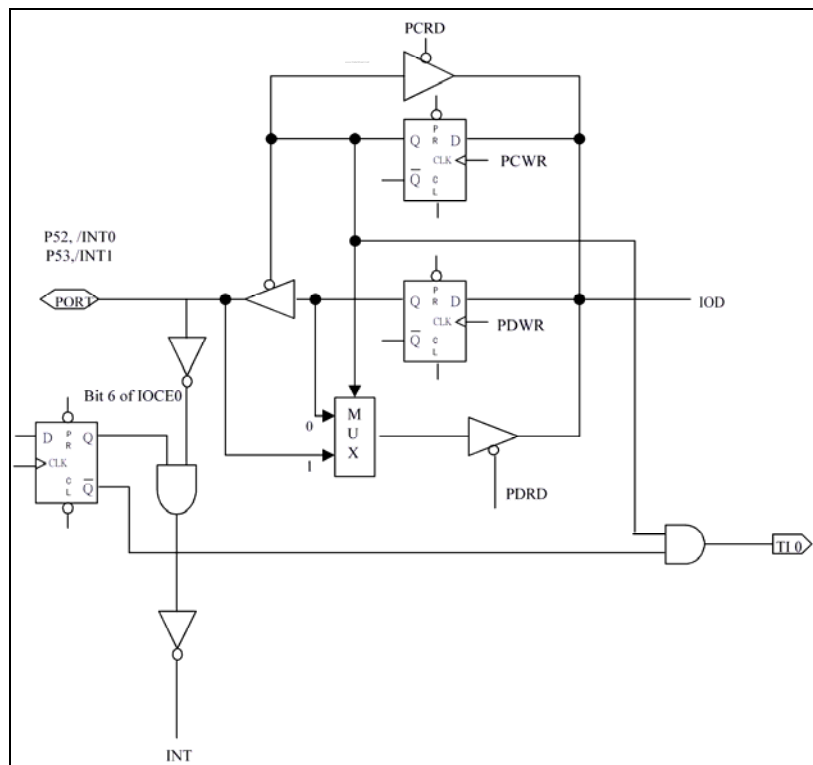 PCRD
P
R
Q
D
CLK
PCWR
Q
C
L
P52, /INT0
P53,/INT1
PORT
P
R
Q
D
CLK
PDWR
Q
C
L
IOD
Bit 6 of IOCE0
0
1
M
U
X
PDRD
D
P
R
Q
CLK
C
L
Q
TI 0
INT